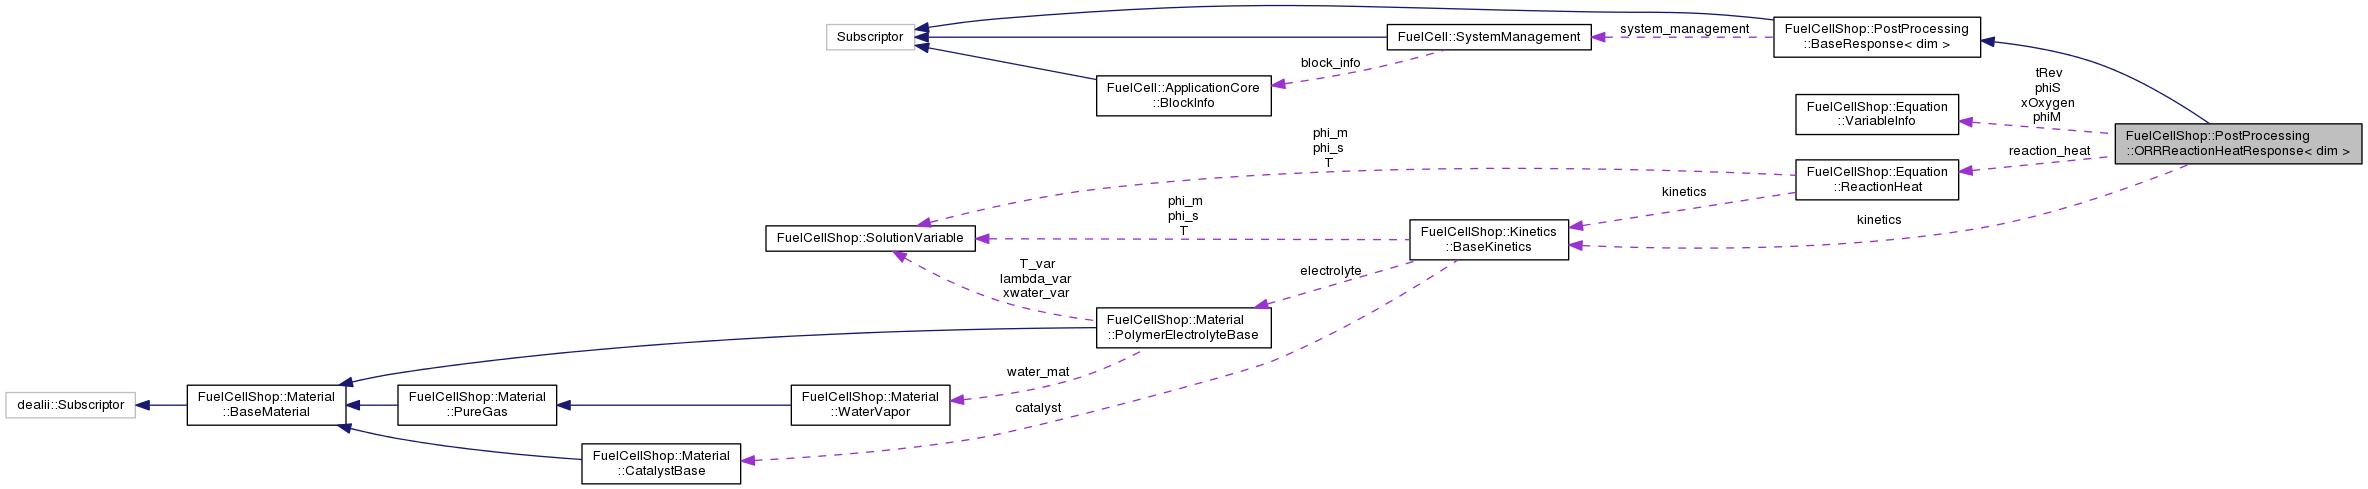 Subscriptor
FuelCell::SystemManagement
system_management
FuelCellShop::PostProcessing
::BaseResponse< dim >
block_info
FuelCell::ApplicationCore
::BlockInfo
tRev
phiS
xOxygen
phiM
FuelCellShop::Equation
::VariableInfo
FuelCellShop::PostProcessing
::ORRReactionHeatResponse< dim >
phi_m
phi_s
T
reaction_heat
FuelCellShop::Equation
::ReactionHeat
kinetics
kinetics
phi_m
phi_s
T
FuelCellShop::SolutionVariable
FuelCellShop::Kinetics
::BaseKinetics
T_var
lambda_var
xwater_var
electrolyte
FuelCellShop::Material
::PolymerElectrolyteBase
water_mat
dealii::Subscriptor
FuelCellShop::Material
::BaseMaterial
FuelCellShop::Material
::PureGas
FuelCellShop::Material
::WaterVapor
catalyst
FuelCellShop::Material
::CatalystBase